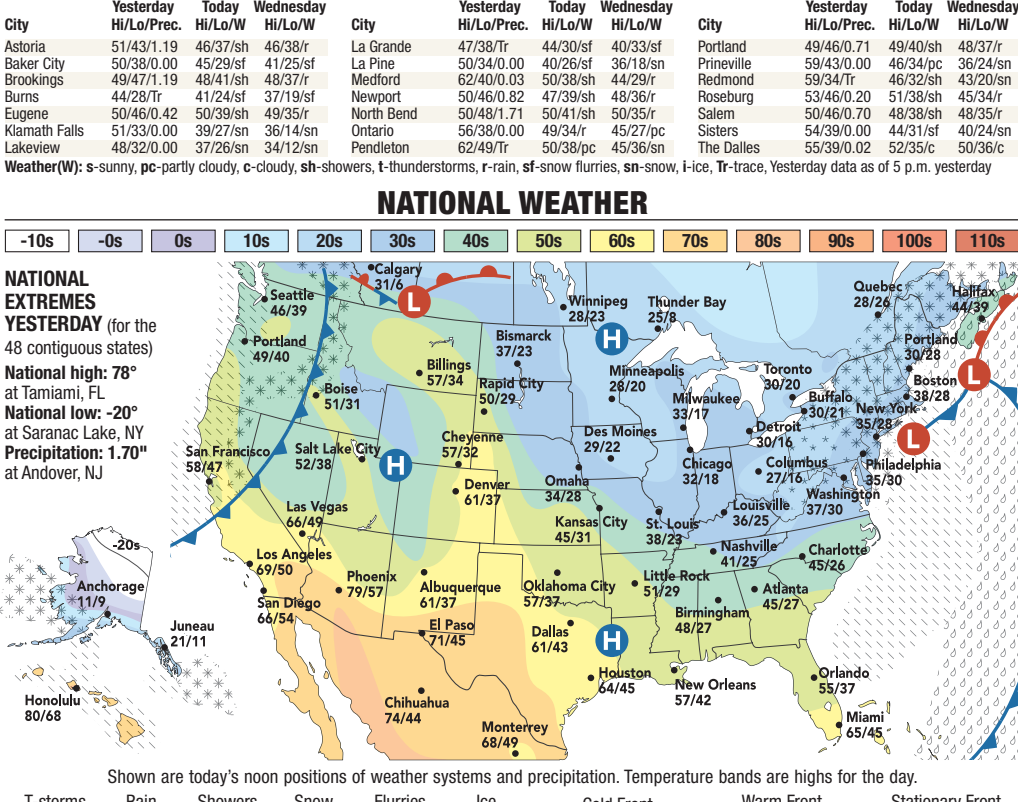 Yesterday Today Wednesday
City Hi/Lo/Prec. Hi/Lo/W Hi/Lo/W
Astoria 51/43/1.19 46/37/sh 46/38/r
Baker City 50/38/0.00 45/29/sf 41/25/sf
Brookings 49/47/1.19 48/41/sh 48/37/r
Burns 44/28/Tr 41/24/sf 37/19/sf
Eugene 50/46/0.42 50/39/sh 49/35/r
Klamath Falls 51/33/0.00 39/27/sn 36/14/sn
Lakeview 48/32/0.00 37/26/sn 34/12/sn
Yesterday Today Wednesday
City Hi/Lo/Prec. Hi/Lo/W Hi/Lo/W
La Grande 47/38/Tr 44/30/sf 40/33/sf
La Pine 50/34/0.00 40/26/sf 36/18/sn
Medford 62/40/0.03 50/38/sh 44/29/r
Newport 50/46/0.82 47/39/sh 48/36/r
North Bend 50/48/1.71 50/41/sh 50/35/r
Ontario 56/38/0.00 49/34/r 45/27/pc
Pendleton 62/49/Tr 50/38/pc 45/36/sn
Yesterday Today Wednesday
City Hi/Lo/Prec. Hi/Lo/W Hi/Lo/W
Portland 49/46/0.71 49/40/sh 48/37/r
Prineville 59/43/0.00 46/34/pc 36/24/sn
Redmond 59/34/Tr 46/32/sh 43/20/sn
Roseburg 53/46/0.20 51/38/sh 45/34/r
Salem 50/46/0.70 48/38/sh 48/35/r
Sisters 54/39/0.00 44/31/sf 40/24/sn
The Dalles 55/39/0.02 52/35/c 50/36/c
Weather(W): s-sunny, pc-partly cloudy, c-cloudy, sh-showers, t-thunderstorms, r-rain, sf-snow flurries, sn-snow, i-ice, Tr-trace, Yesterday data as of 5 p.m. yesterday
NATIONAL WEATHER
-10s -0s 0s 10s 20s 30s 40s 50s 60s 70s 80s 90s 100s 110s
NATIONAL
EXTREMES
YESTERDAY (for the
48 contiguous states)
National high: 78°
at Tamiami, FL
National low: -20°
at Saranac Lake, NY
Precipitation: 1.70"
at Andover, NJ
Calgary
31/6
L
Seattle
46/39
Portland
49/40
Winnipeg
28/23
Thunder Bay
25/8
Quebec
28/26
Halifax
44/39
H
Bismarck
37/23
Billings
57/34
Rapid City
50/29
Minneapolis
28/20
Toronto
30/20
Portland
30/28
L
Boise
51/31
Milwaukee
33/17
Buffalo
30/21
Boston
38/28
New York
35/28
L
Detroit
30/16
Des Moines
29/22
Cheyenne
57/32
Salt Lake City
52/38
San Francisco
58/47
H
Chicago
32/18
Columbus
27/16
Philadelphia
35/30
Washington
37/30
Omaha
34/28
Denver
61/37
Las Vegas
66/49
Kansas City
45/31
St. Louis
38/23
Louisville
36/25
Nashville
41/25
Charlotte
45/26
Los Angeles
69/50
San Diego
66/54
Phoenix
79/57
Albuquerque
61/37
Oklahoma City
57/37
Little Rock
51/29
Atlanta
45/27
Birmingham
48/27
El Paso
71/45
Dallas
61/43
H
Houston
64/45
New Orleans
57/42
Orlando
55/37
Miami
65/45
Chihuahua
74/44
Monterrey
68/49
-20s
Anchorage
11/9
Juneau
21/11
Honolulu
80/68
Shown are today's noon positions of weather systems and precipitation. Temperature bands are highs for the day.
T-storms Rain Showers Snow Flurries Ice Cold Front Warm Front Stationary Front